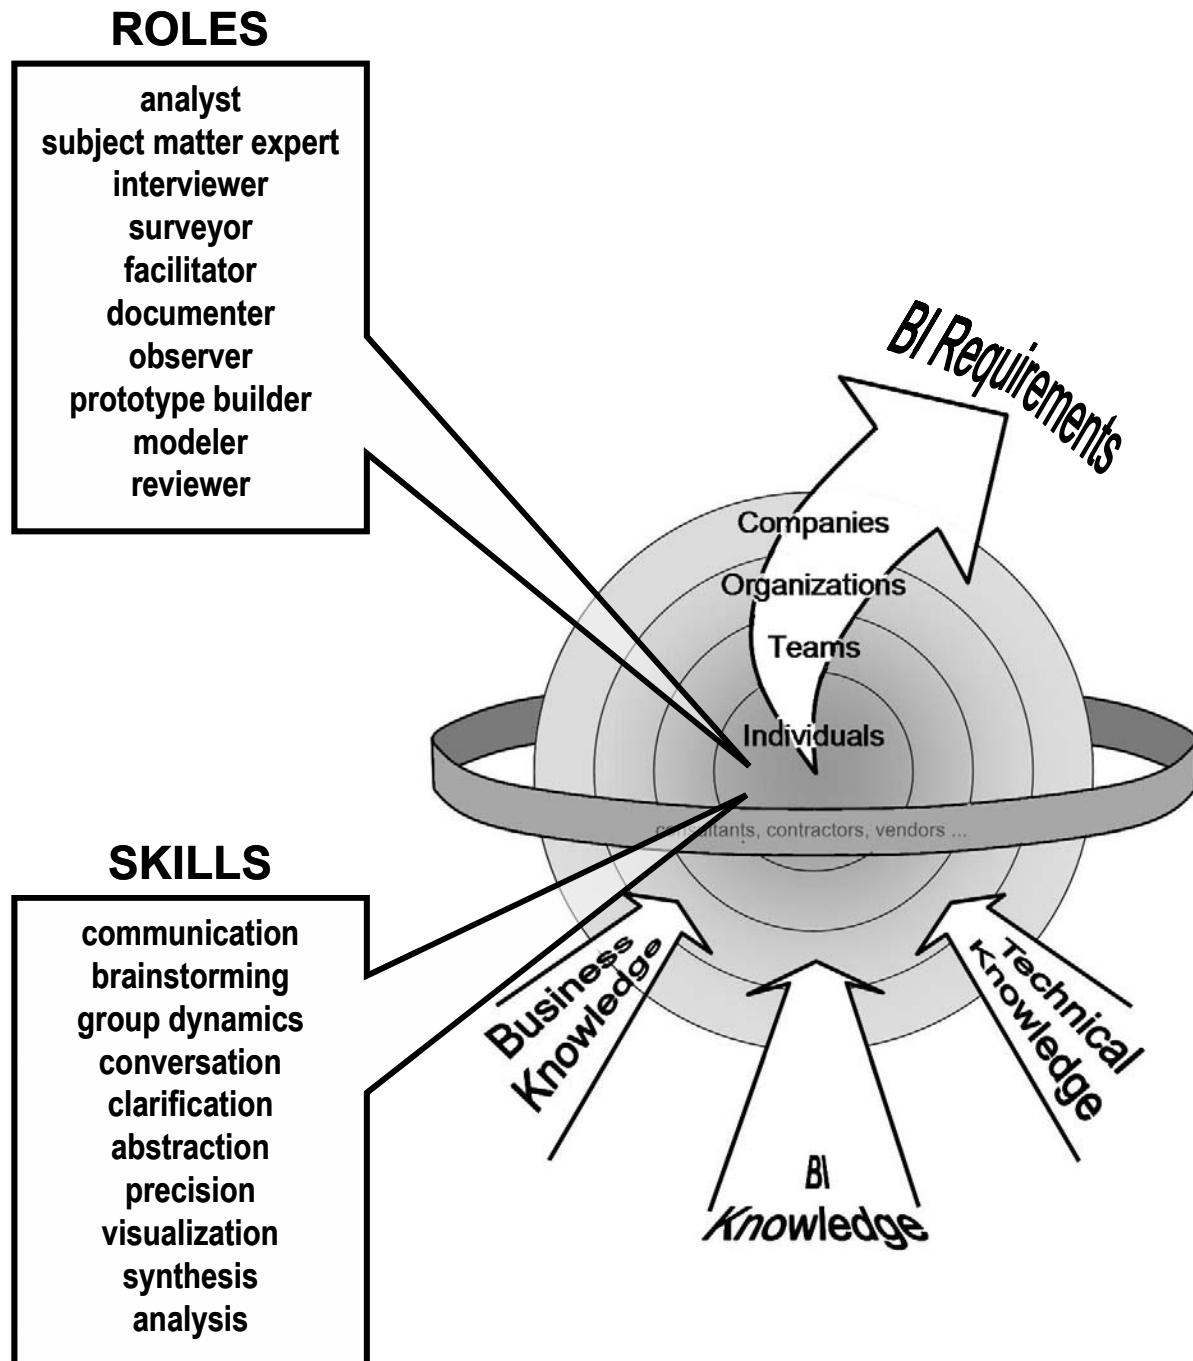 ROLES
analyst
subject matter expert
interviewer
surveyor
facilitator
documenter
observer
prototype builder
modeler
reviewer
BI Requirements
Companies
Organizations
Teams
Individuals
consultants, contractors, vendors ...
SKILLS
communication
brainstorming
group dynamics
conversation
clarification
abstraction
precision
visualization
synthesis
analysis
Business
Knowledge
BI
Knowledge
Technical
Knowledge